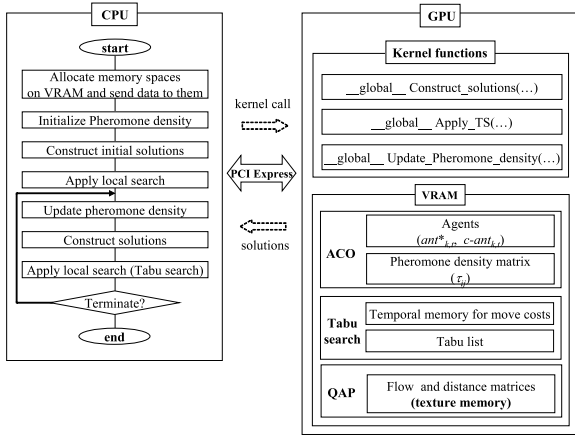 CPU
start
Allocate memory spaces
on VRAM and send data to them
Initialize Pheromone density
Construct initial solutions
Apply local search
Update pheromone density
Construct solutions
Apply local search (Tabu search)
Terminate?
end
kernel call
PCI Express
solutions
GPU
Kernel functions
__global__ Construct_solutions(…)
__global__ Apply_TS(…)
__global__ Update_Pheromone_density(…)
VRAM
ACO
Agents
(ant*k,t, c-antk,t)
Pheromone density matrix
(τij)
Tabu
search
Temporal memory for move costs
Tabu list
QAP
Flow and distance matrices
(texture memory)